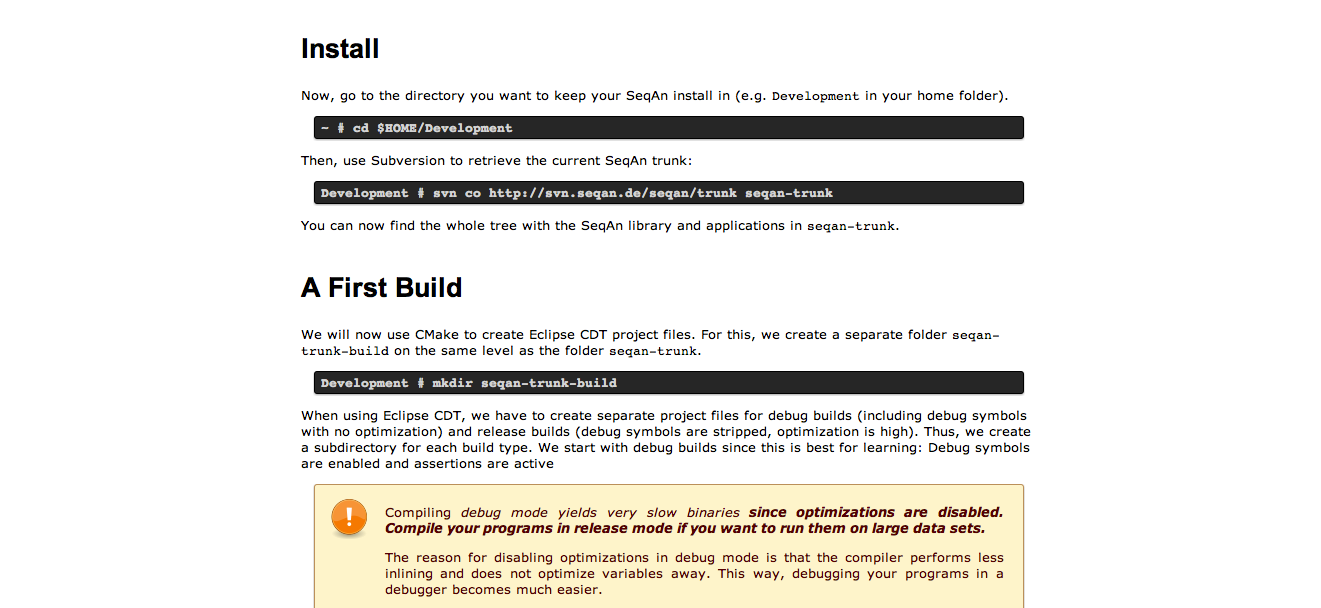 Install
Now, go to the directory you want to keep your SeqAn install in (e.g. Development in your home folder).
~ # cd $HOME/Development
Then, use Subversion to retrieve the current SeqAn trunk:
Development # svn co http://svn.seqan.de/seqan/trunk seqan-trunk
You can now find the whole tree with the SeqAn library and applications in seqan-trunk.
A First Build
We will now use CMake to create Eclipse CDT project files. For this, we create a separate folder seqan-
trunk-build on the same level as the folder seqan-trunk.
Development # mkdir seqan-trunk-build
When using Eclipse CDT, we have to create separate project files for debug builds (including debug symbols
with no optimization) and release builds (debug symbols are stripped, optimization is high). Thus, we create
a subdirectory for each build type. We start with debug builds since this is best for learning: Debug symbols
are enabled and assertions are active
Compiling debug mode yields very slow binaries since optimizations are disabled.
Compile your programs in release mode if you want to run them on large data sets.
The reason for disabling optimizations in debug mode is that the compiler performs less
inlining and does not optimize variables away. This way, debugging your programs in a
debugger becomes much easier.